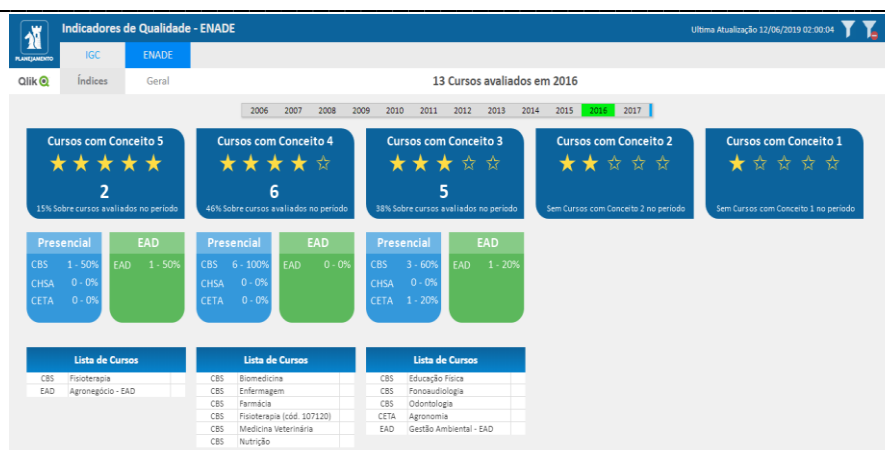 Indicadores de Qualidade - ENADE
Ultima Atualização 12/06/2019 02:00:04
PLANEJAMENTO
IGC
ENADE
Qlik
Índices
Geral
13 Cursos avaliados em 2016
2006 2007 2008 2009 2010 2011 2012 2013 2014 2015 2016 2017
Cursos com Conceito 5
2
15% Sobre cursos avaliados no período
Cursos com Conceito 4
6
46% Sobre cursos avaliados no período
Cursos com Conceito 3
5
38% Sobre cursos avaliados no período
Cursos com Conceito 2
Sem Cursos com Conceito 2 no período
Cursos com Conceito 1
Sem Cursos com Conceito 1 no período
Presencial
CBS 1 - 50%
CHSA 0 - 0%
CETA 0 - 0%
EAD
EAD 1 - 50%
Presencial
CBS 6 - 100%
CHSA 0 - 0%
CETA 0 - 0%
EAD
EAD 0 - 0%
Presencial
CBS 3 - 60%
CHSA 0 - 0%
CETA 1 - 20%
EAD
EAD 1 - 20%
Lista de Cursos
CBS Fisioterapia
EAD Agronegócio - EAD
Lista de Cursos
CBS Biomedicina
CBS Enfermagem
CBS Farmácia
CBS Fisioterapia (cód. 107120)
CBS Medicina Veterinária
CBS Nutrição
Lista de Cursos
CBS Educação Física
CBS Fonoaudiologia
CBS Odontologia
CETA Agronomia
EAD Gestão Ambiental - EAD